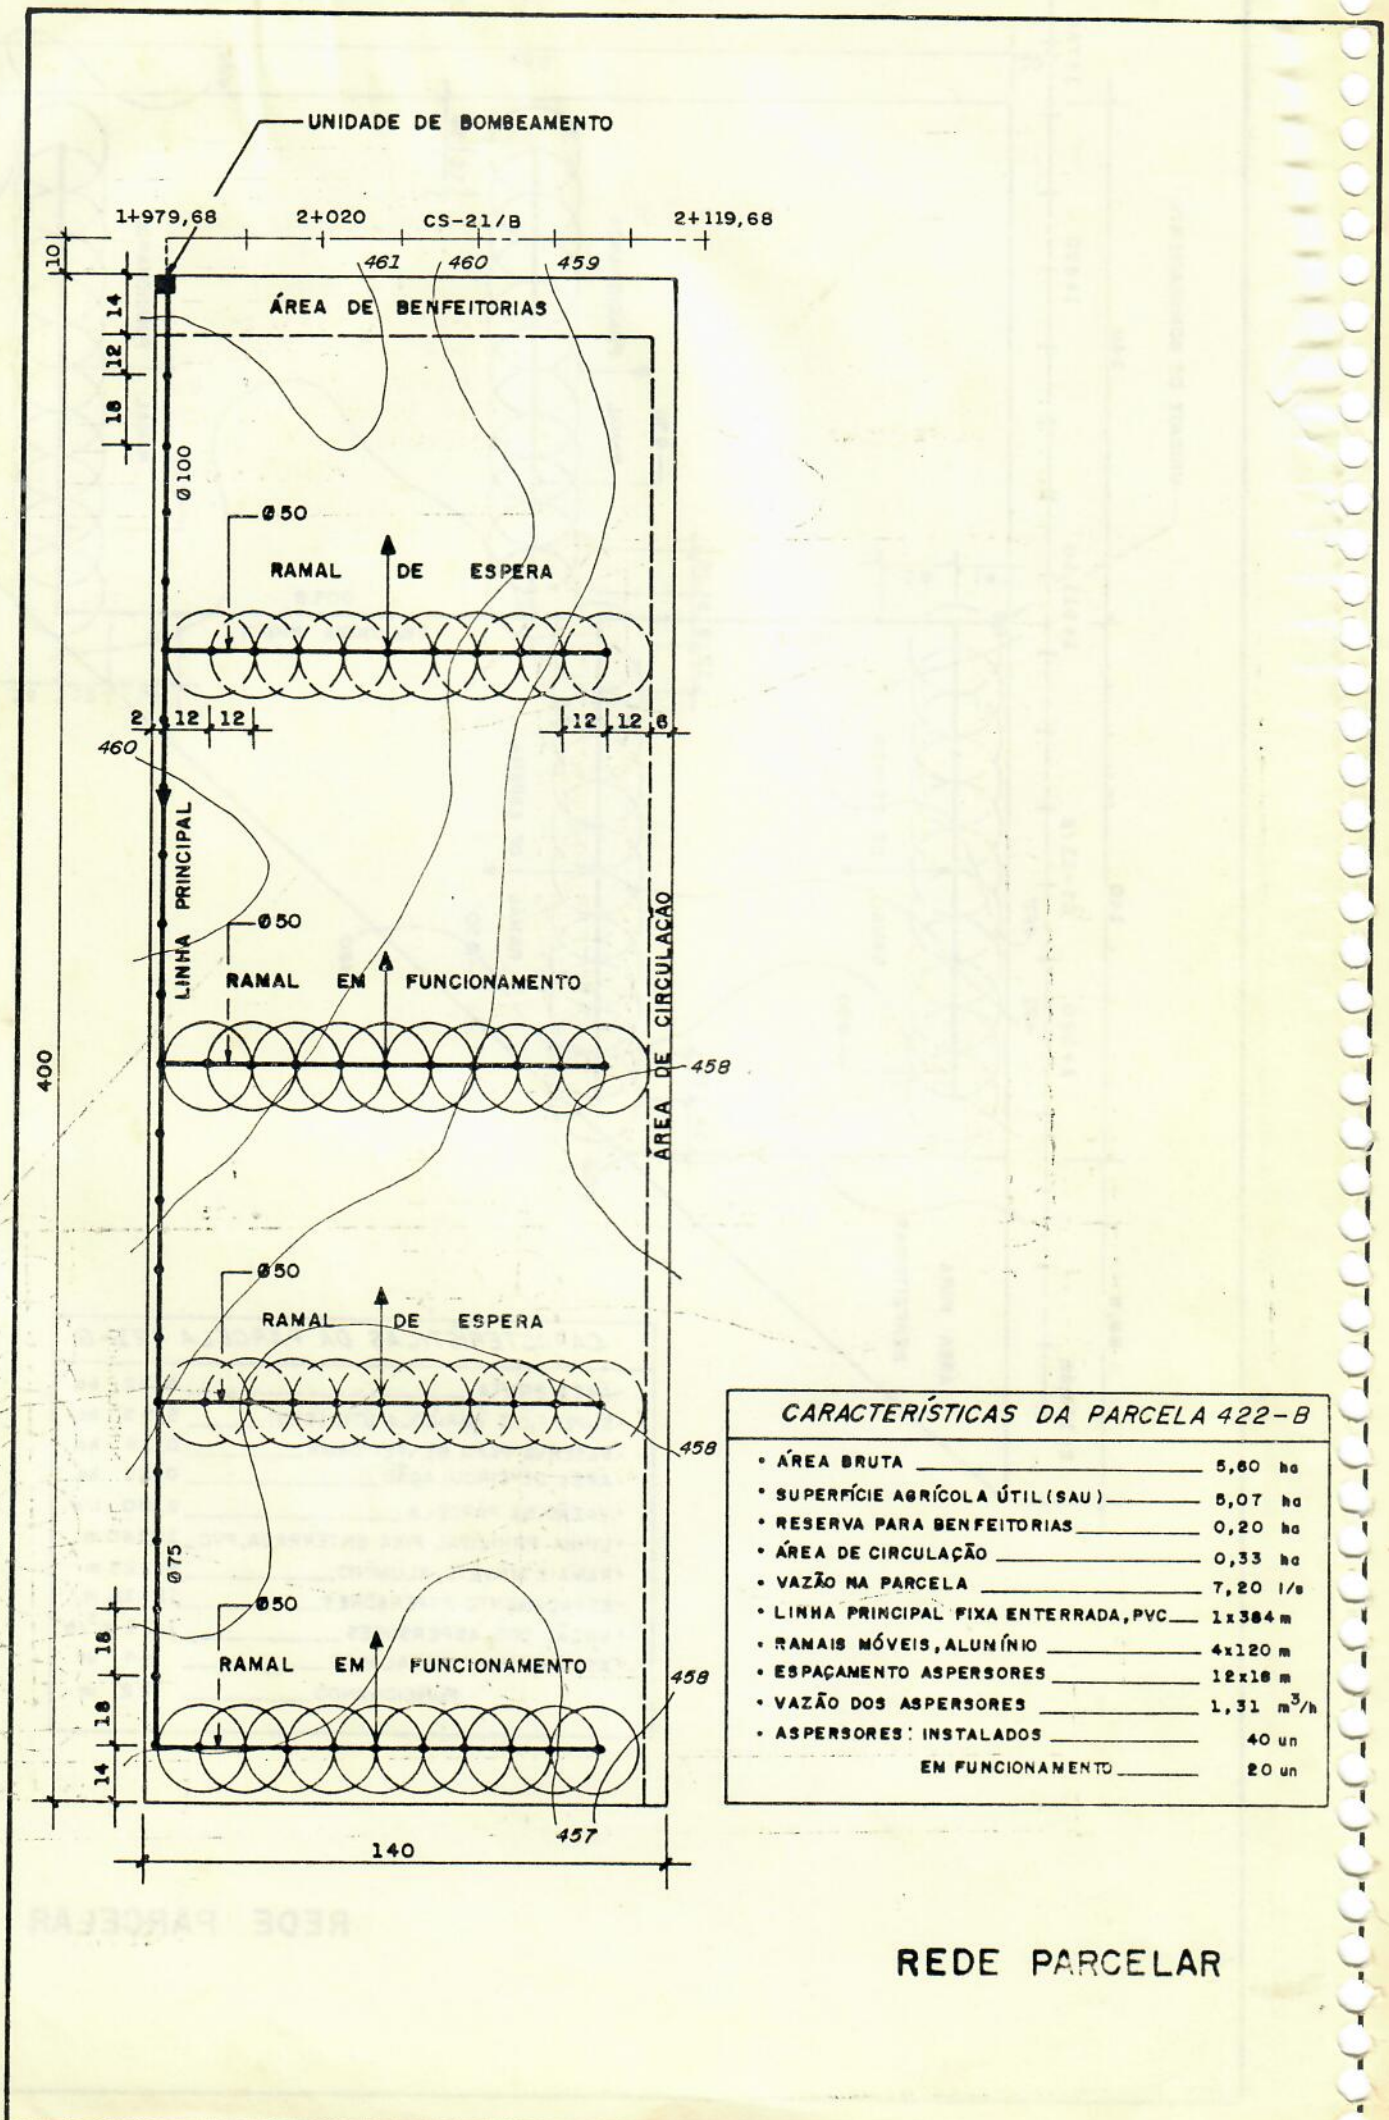 UNIDADE DE BOMBEAMENTO
1+979,68 2+020 CS-21/B 2+119,68
10
461 460 459
14
ÁREA DE BENFEITORIAS
12
18
Ø100
Ø50
RAMAL DE ESPERA
2 12 12 12 12 6
460
LINHA PRINCIPAL
Ø50
RAMAL EM FUNCIONAMENTO
ÁREA DE CIRCULAÇÃO
400
458
Ø50
RAMAL DE ESPERA
458
Ø75
Ø50
18
RAMAL EM FUNCIONAMENTO
458
18
14
457
140
CARACTERÍSTICAS DA PARCELA 422-B
• ÁREA BRUTA 5,60 ha
• SUPERFÍCIE AGRÍCOLA ÚTIL (SAU) 5,07 ha
• RESERVA PARA BENFEITORIAS 0,20 ha
• ÁREA DE CIRCULAÇÃO 0,33 ha
• VAZÃO NA PARCELA 7,20 l/s
• LINHA PRINCIPAL FIXA ENTERRADA, PVC 1x384 m
• RAMAIS MÓVEIS, ALUMÍNIO 4x120 m
• ESPAÇAMENTO ASPERSORES 12x18 m
• VAZÃO DOS ASPERSORES 1,31 m³/h
• ASPERSORES: INSTALADOS 40 un
EM FUNCIONAMENTO 20 un
REDE PARCELAR